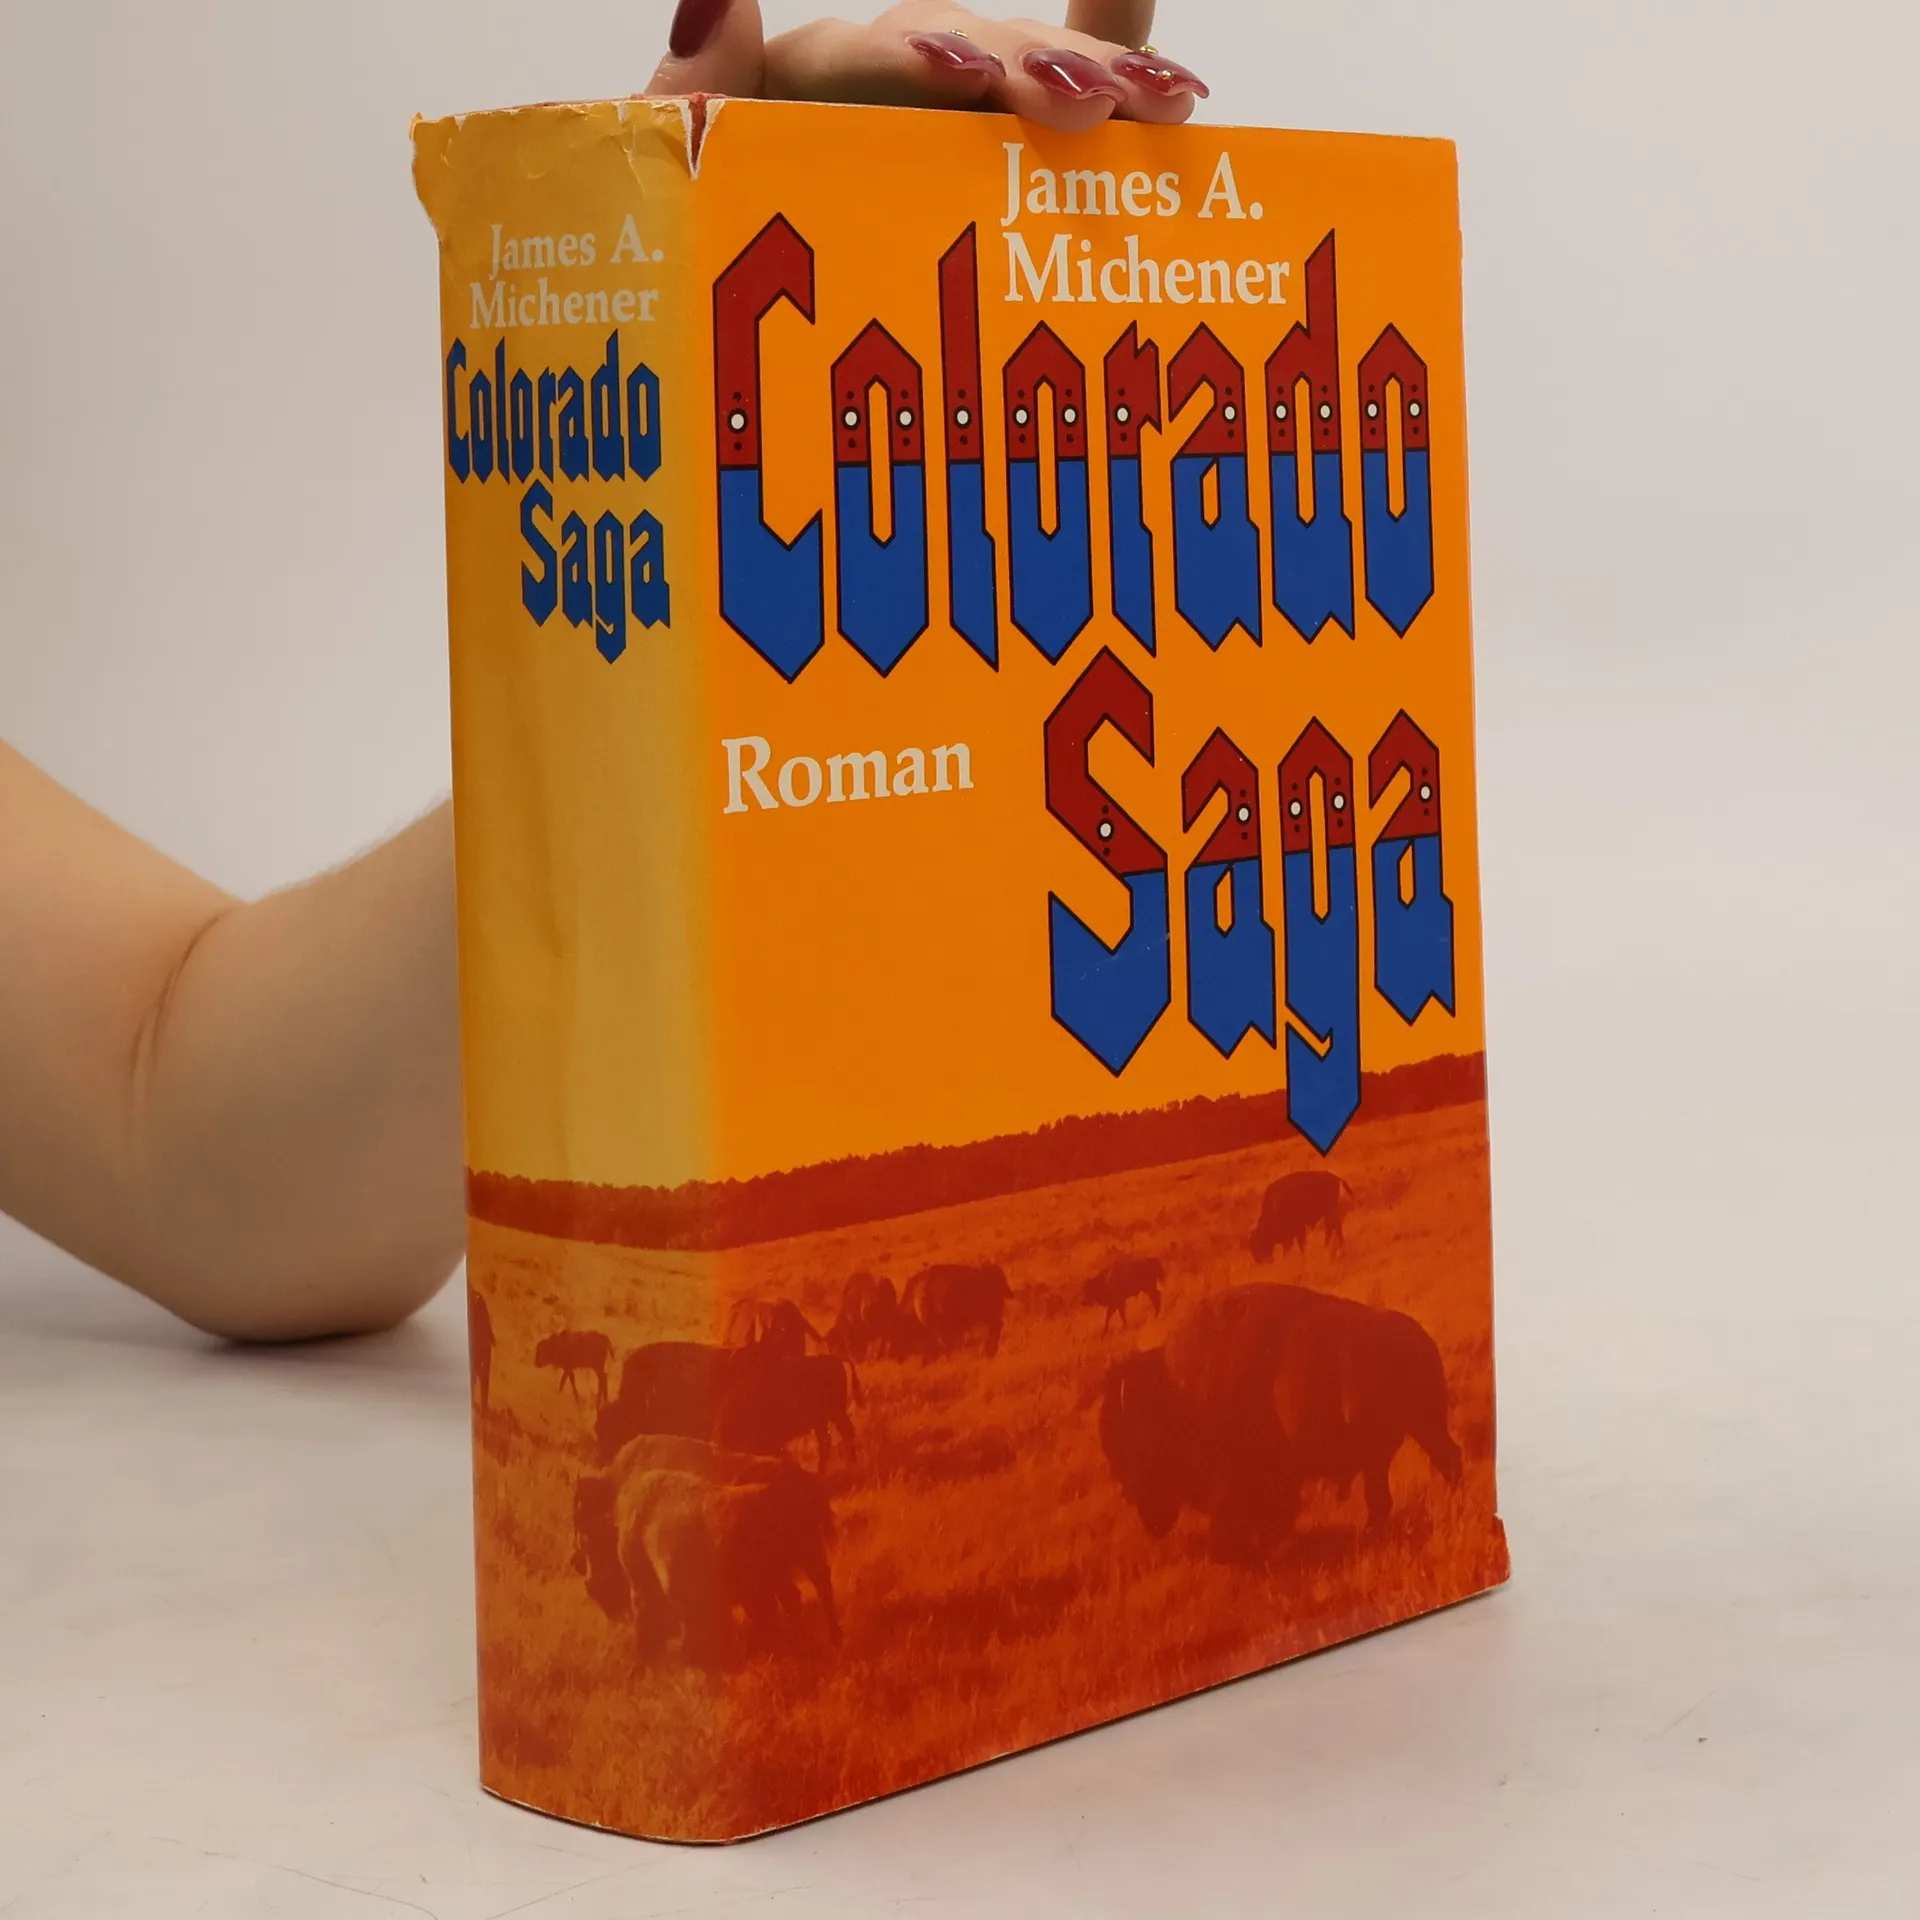 James A.
Michener
Colorado
Saga
James A.
Michener
Colorado
Saga
Roman